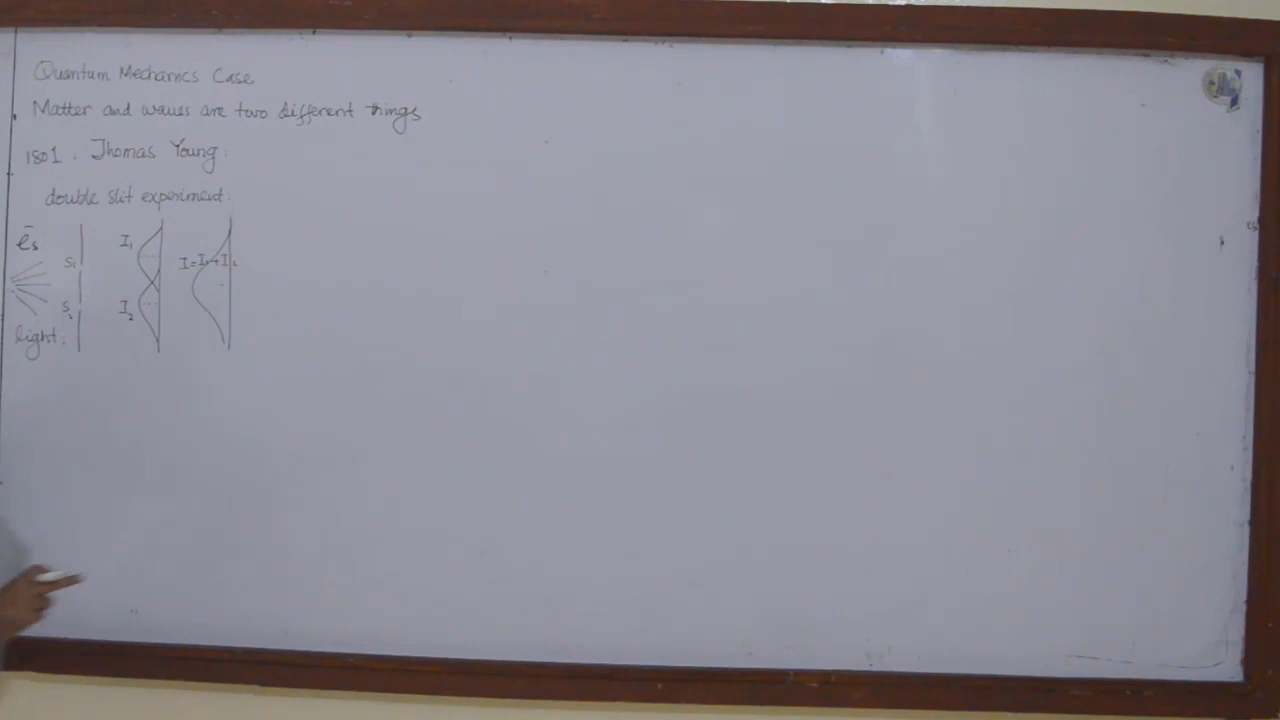 Quantum Mechanics Case
Matter and waves are two different things
1801. Thomas Young.
double slit experiment.
ēs
S₁
S₂
light.
I₁
I₂
I=I₁+I₂